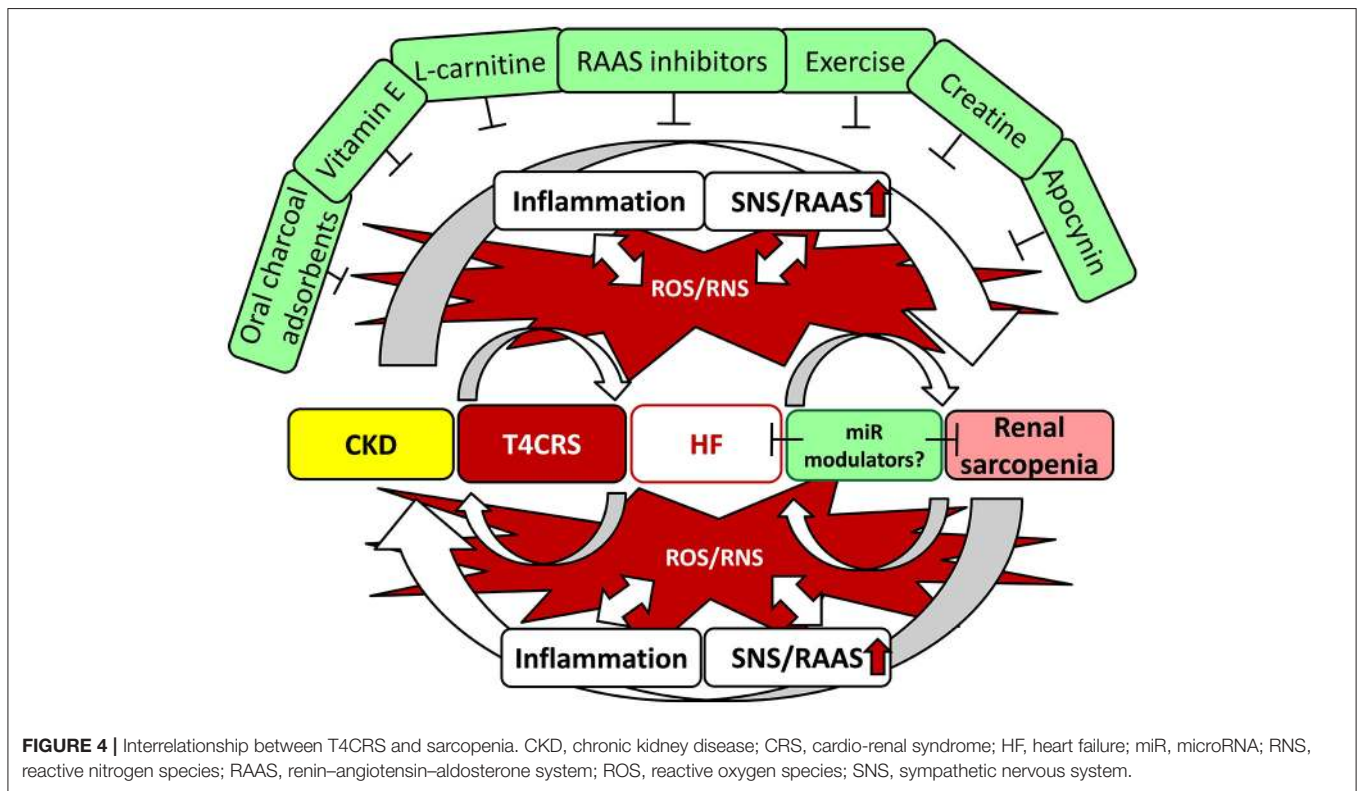 L-carnitine
RAAS inhibitors
Exercise
Vitamin E
Creatine
Oral charcoal
adsorbents
Apocynin
Inflammation
SNS/RAAS
ROS/RNS
CKD
T4CRS
HF
miR
modulators?
Renal
sarcopenia
ROS/RNS
Inflammation
SNS/RAAS
FIGURE 4 | Interrelationship between T4CRS and sarcopenia. CKD, chronic kidney disease; CRS, cardio-renal syndrome; HF, heart failure; miR, microRNA; RNS,
reactive nitrogen species; RAAS, renin–angiotensin–aldosterone system; ROS, reactive oxygen species; SNS, sympathetic nervous system.